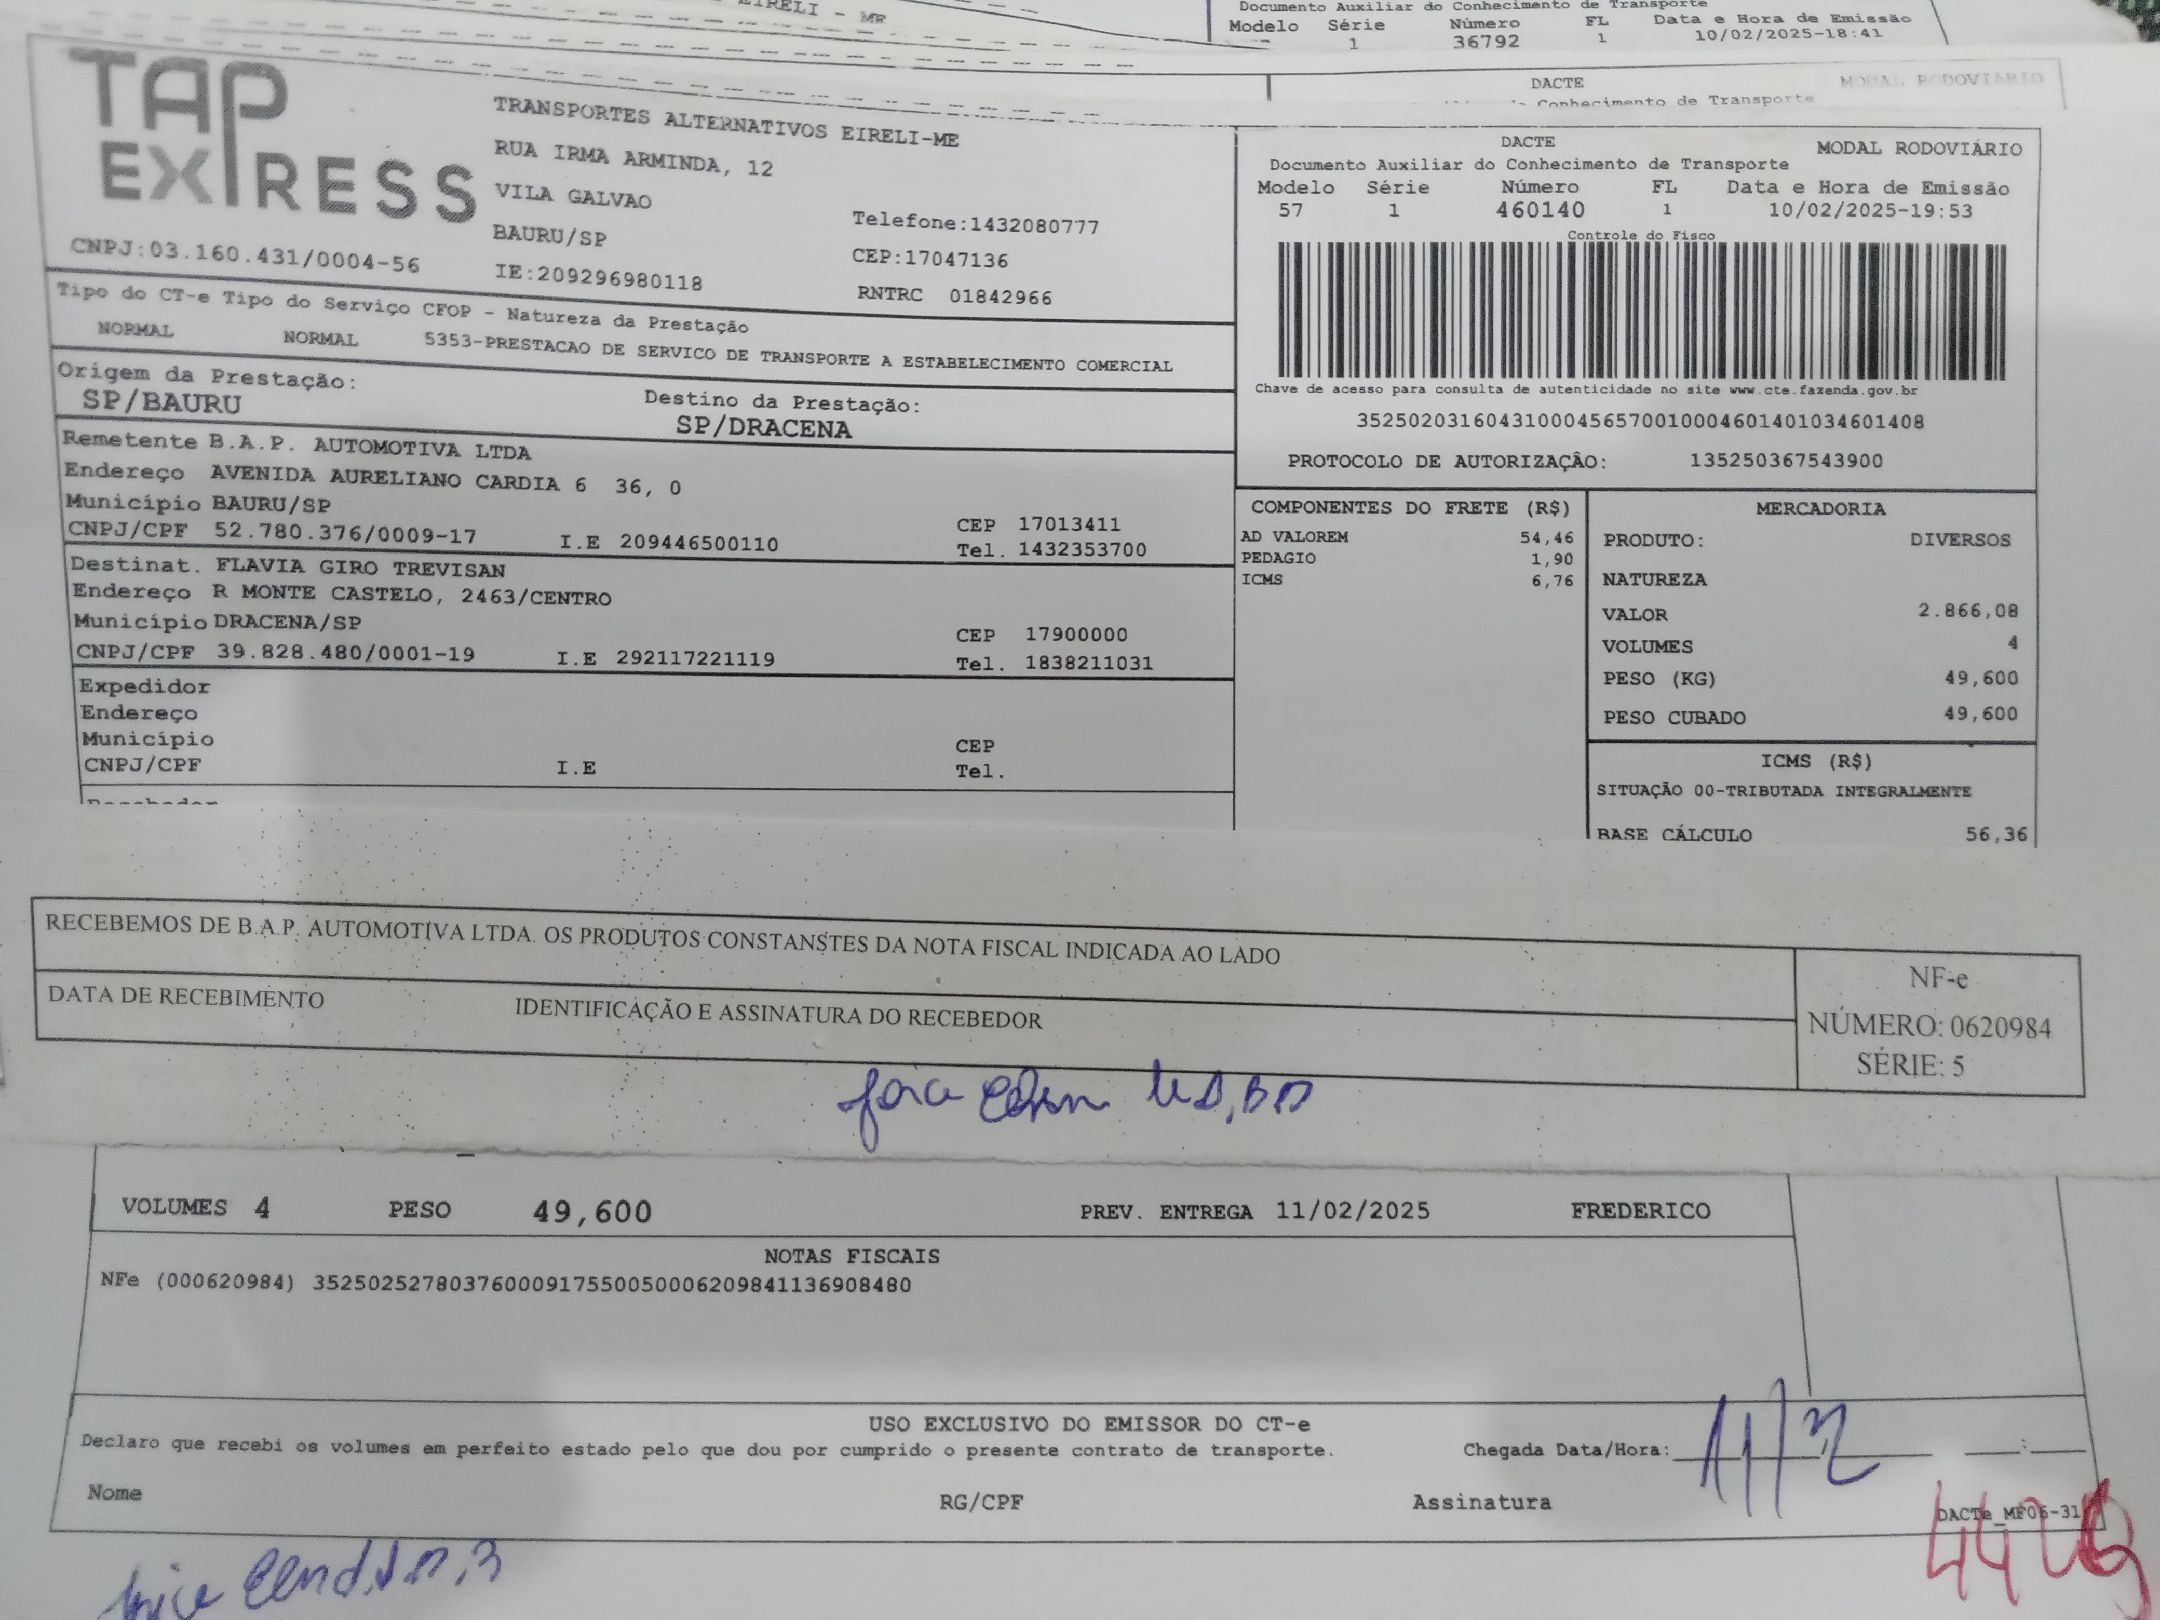 EIRELI - ME
Documento Auxiliar do Conhecimento de Transporte
Modelo Série Número FL Data e Hora de Emissão
1 36792 1 10/02/2025-18:41
DACTE MODAL RODOVIÁRIO
Conhecimento de Transporte
TAP EXPRESS
TRANSPORTES ALTERNATIVOS EIRELI-ME
RUA IRMA ARMINDA, 12
VILA GALVAO
BAURU/SP
IE:209296980118
Telefone:1432080777
CEP:17047136
RNTRC 01842966
CNPJ:03.160.431/0004-56
Tipo do CT-e Tipo do Serviço CFOP - Natureza da Prestação
NORMAL NORMAL 5353-PRESTACAO DE SERVICO DE TRANSPORTE A ESTABELECIMENTO COMERCIAL
Origem da Prestação: Destino da Prestação:
SP/BAURU SP/DRACENA
Remetente B.A.P. AUTOMOTIVA LTDA
Endereço AVENIDA AURELIANO CARDIA 6 36, 0
Município BAURU/SP CEP 17013411
CNPJ/CPF 52.780.376/0009-17 I.E 209446500110 Tel. 1432353700
Destinat. FLAVIA GIRO TREVISAN
Endereço R MONTE CASTELO, 2463/CENTRO
Município DRACENA/SP CEP 17900000
CNPJ/CPF 39.828.480/0001-19 I.E 292117221119 Tel. 1838211031
Expedidor
Endereço
Município CEP
CNPJ/CPF I.E Tel.
DACTE MODAL RODOVIÁRIO
Documento Auxiliar do Conhecimento de Transporte
Modelo Série Número FL Data e Hora de Emissão
57 1 460140 1 10/02/2025-19:53
Controle do Fisco
Chave de acesso para consulta de autenticidade no site www.cte.fazenda.gov.br
35250203160431000456570010004601401034601408
PROTOCOLO DE AUTORIZAÇÃO: 135250367543900
COMPONENTES DO FRETE (R$)
AD VALOREM 54,46
PEDAGIO 1,90
ICMS 6,76
MERCADORIA
PRODUTO: DIVERSOS
NATUREZA
VALOR 2.866,08
VOLUMES 4
PESO (KG) 49,600
PESO CUBADO 49,600
ICMS (R$)
SITUAÇÃO 00-TRIBUTADA INTEGRALMENTE
BASE CÁLCULO 56,36
RECEBEMOS DE B.A.P. AUTOMOTIVA LTDA. OS PRODUTOS CONSTANSTES DA NOTA FISCAL INDICADA AO LADO
DATA DE RECEBIMENTO IDENTIFICAÇÃO E ASSINATURA DO RECEBEDOR
NF-e
NÚMERO: 0620984
SÉRIE: 5
VOLUMES 4 PESO 49,600 PREV. ENTREGA 11/02/2025 FREDERICO
NOTAS FISCAIS
NFe (000620984) 35250252780376000917550050006209841136908480
USO EXCLUSIVO DO EMISSOR DO CT-e
Declaro que recebi os volumes em perfeito estado pelo que dou por cumprido o presente contrato de transporte. Chegada Data/Hora: 11/2
Nome RG/CPF Assinatura
DACTe_MF06-31